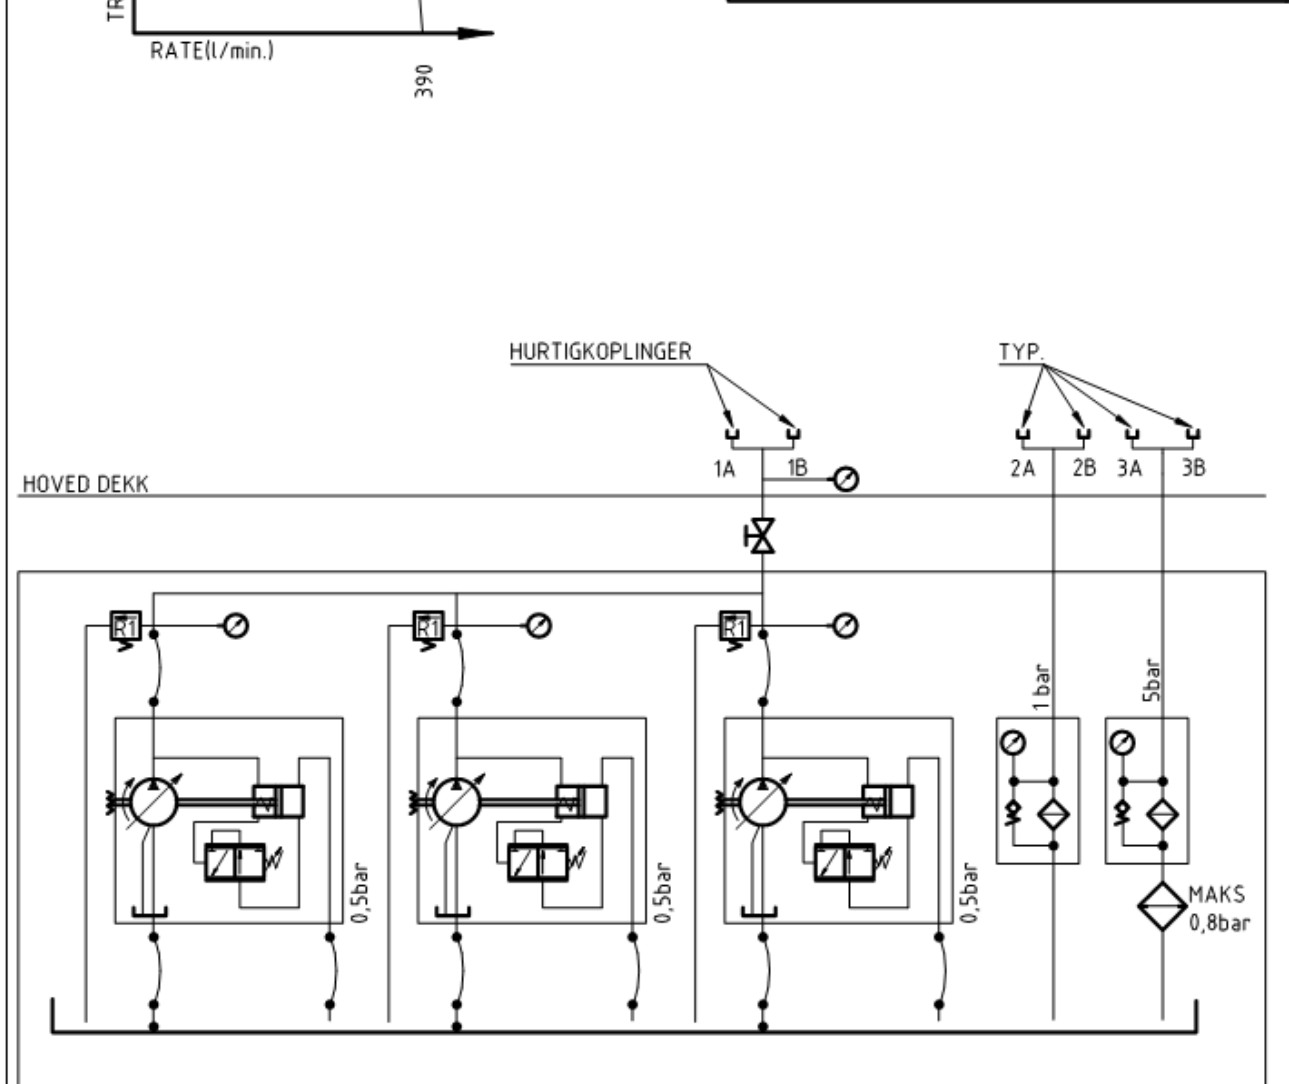 TR
RATE(l/min.)
390
HURTIGKOPLINGER
TYP.
1A
1B
2A
2B
3A
3B
HOVED DEKK
R1
R1
R1
1 bar
5bar
0,5bar
0,5bar
0,5bar
MAKS
0,8bar